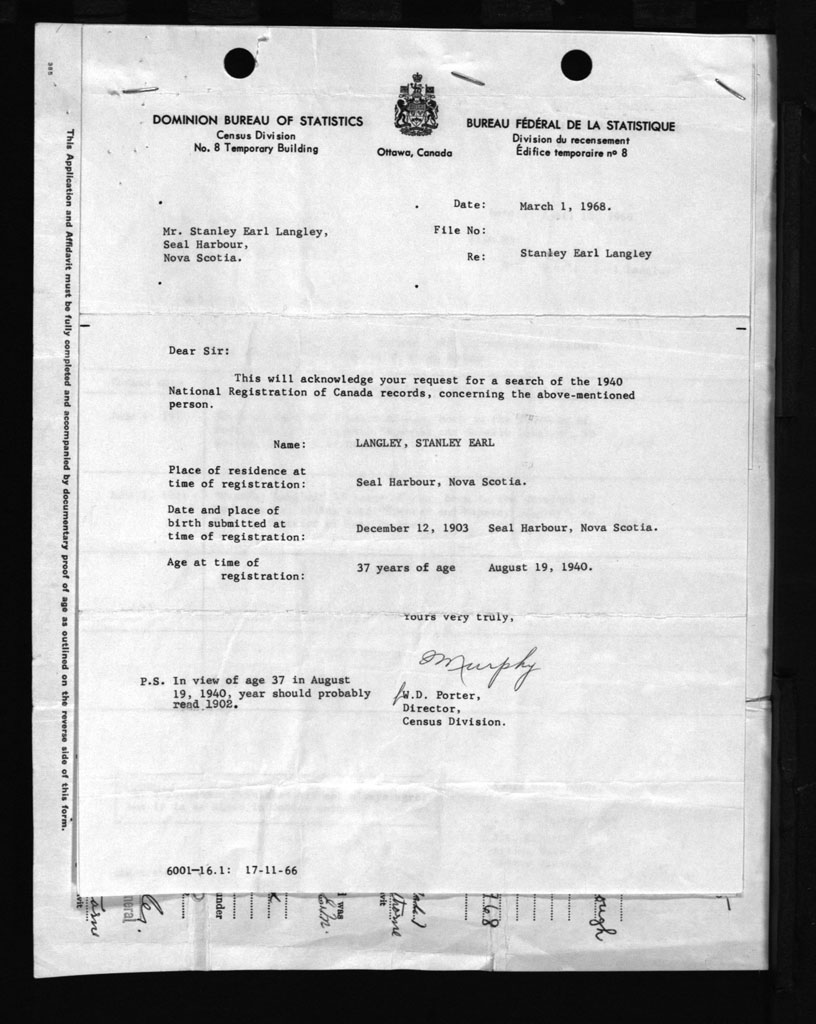 DOMINION BUREAU OF STATISTICS
Census Division
No. 8 Temporary Building
Ottawa, Canada
BUREAU FÉDÉRAL DE LA STATISTIQUE
Division du recensement
Édifice temporaire nº 8
Date: March 1, 1968.
Mr. Stanley Earl Langley,
Seal Harbour,
Nova Scotia.
File No:
Re: Stanley Earl Langley
Dear Sir:
This will acknowledge your request for a search of the 1940
National Registration of Canada records, concerning the above-mentioned
person.
Name: LANGLEY, STANLEY EARL
Place of residence at
time of registration: Seal Harbour, Nova Scotia.
Date and place of
birth submitted at
time of registration: December 12, 1903 Seal Harbour, Nova Scotia.
Age at time of
registration: 37 years of age August 19, 1940.
Yours very truly,
Murphy
P.S. In view of age 37 in August
19, 1940, year should probably
read 1902.
W.D. Porter,
Director,
Census Division.
6001-16.1: 17-11-66
This Application and Affidavit must be fully completed and accompanied by documentary proof of age as outlined on the reverse side of this form.
under
I was
ough